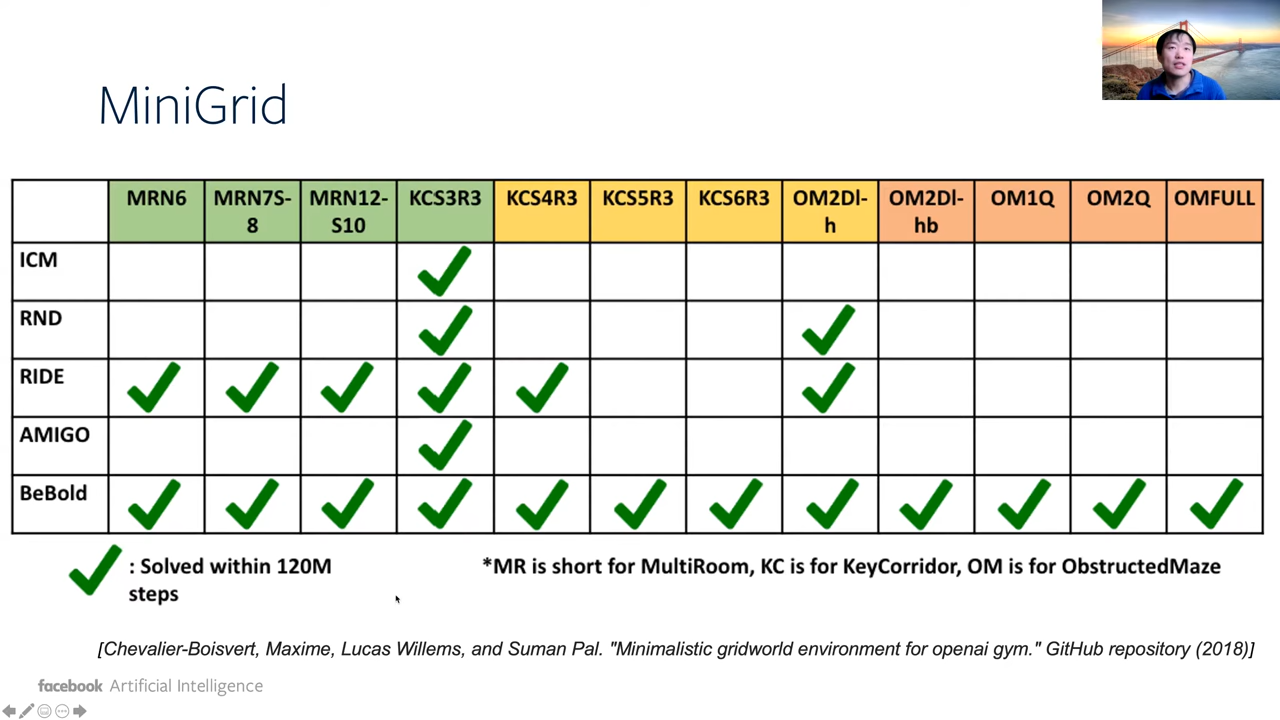 MiniGrid
MRN6 MRN7S- MRN12- KCS3R3 KCS4R3 KCS5R3 KCS6R3 OM2Dl- OM2Dl- OM1Q OM2Q OMFULL
8 S10 h hb
ICM
RND
RIDE
AMIGO
BeBold
: Solved within 120M
steps
*MR is short for MultiRoom, KC is for KeyCorridor, OM is for ObstructedMaze
[Chevalier-Boisvert, Maxime, Lucas Willems, and Suman Pal. "Minimalistic gridworld environment for openai gym." GitHub repository (2018)]
facebook Artificial Intelligence